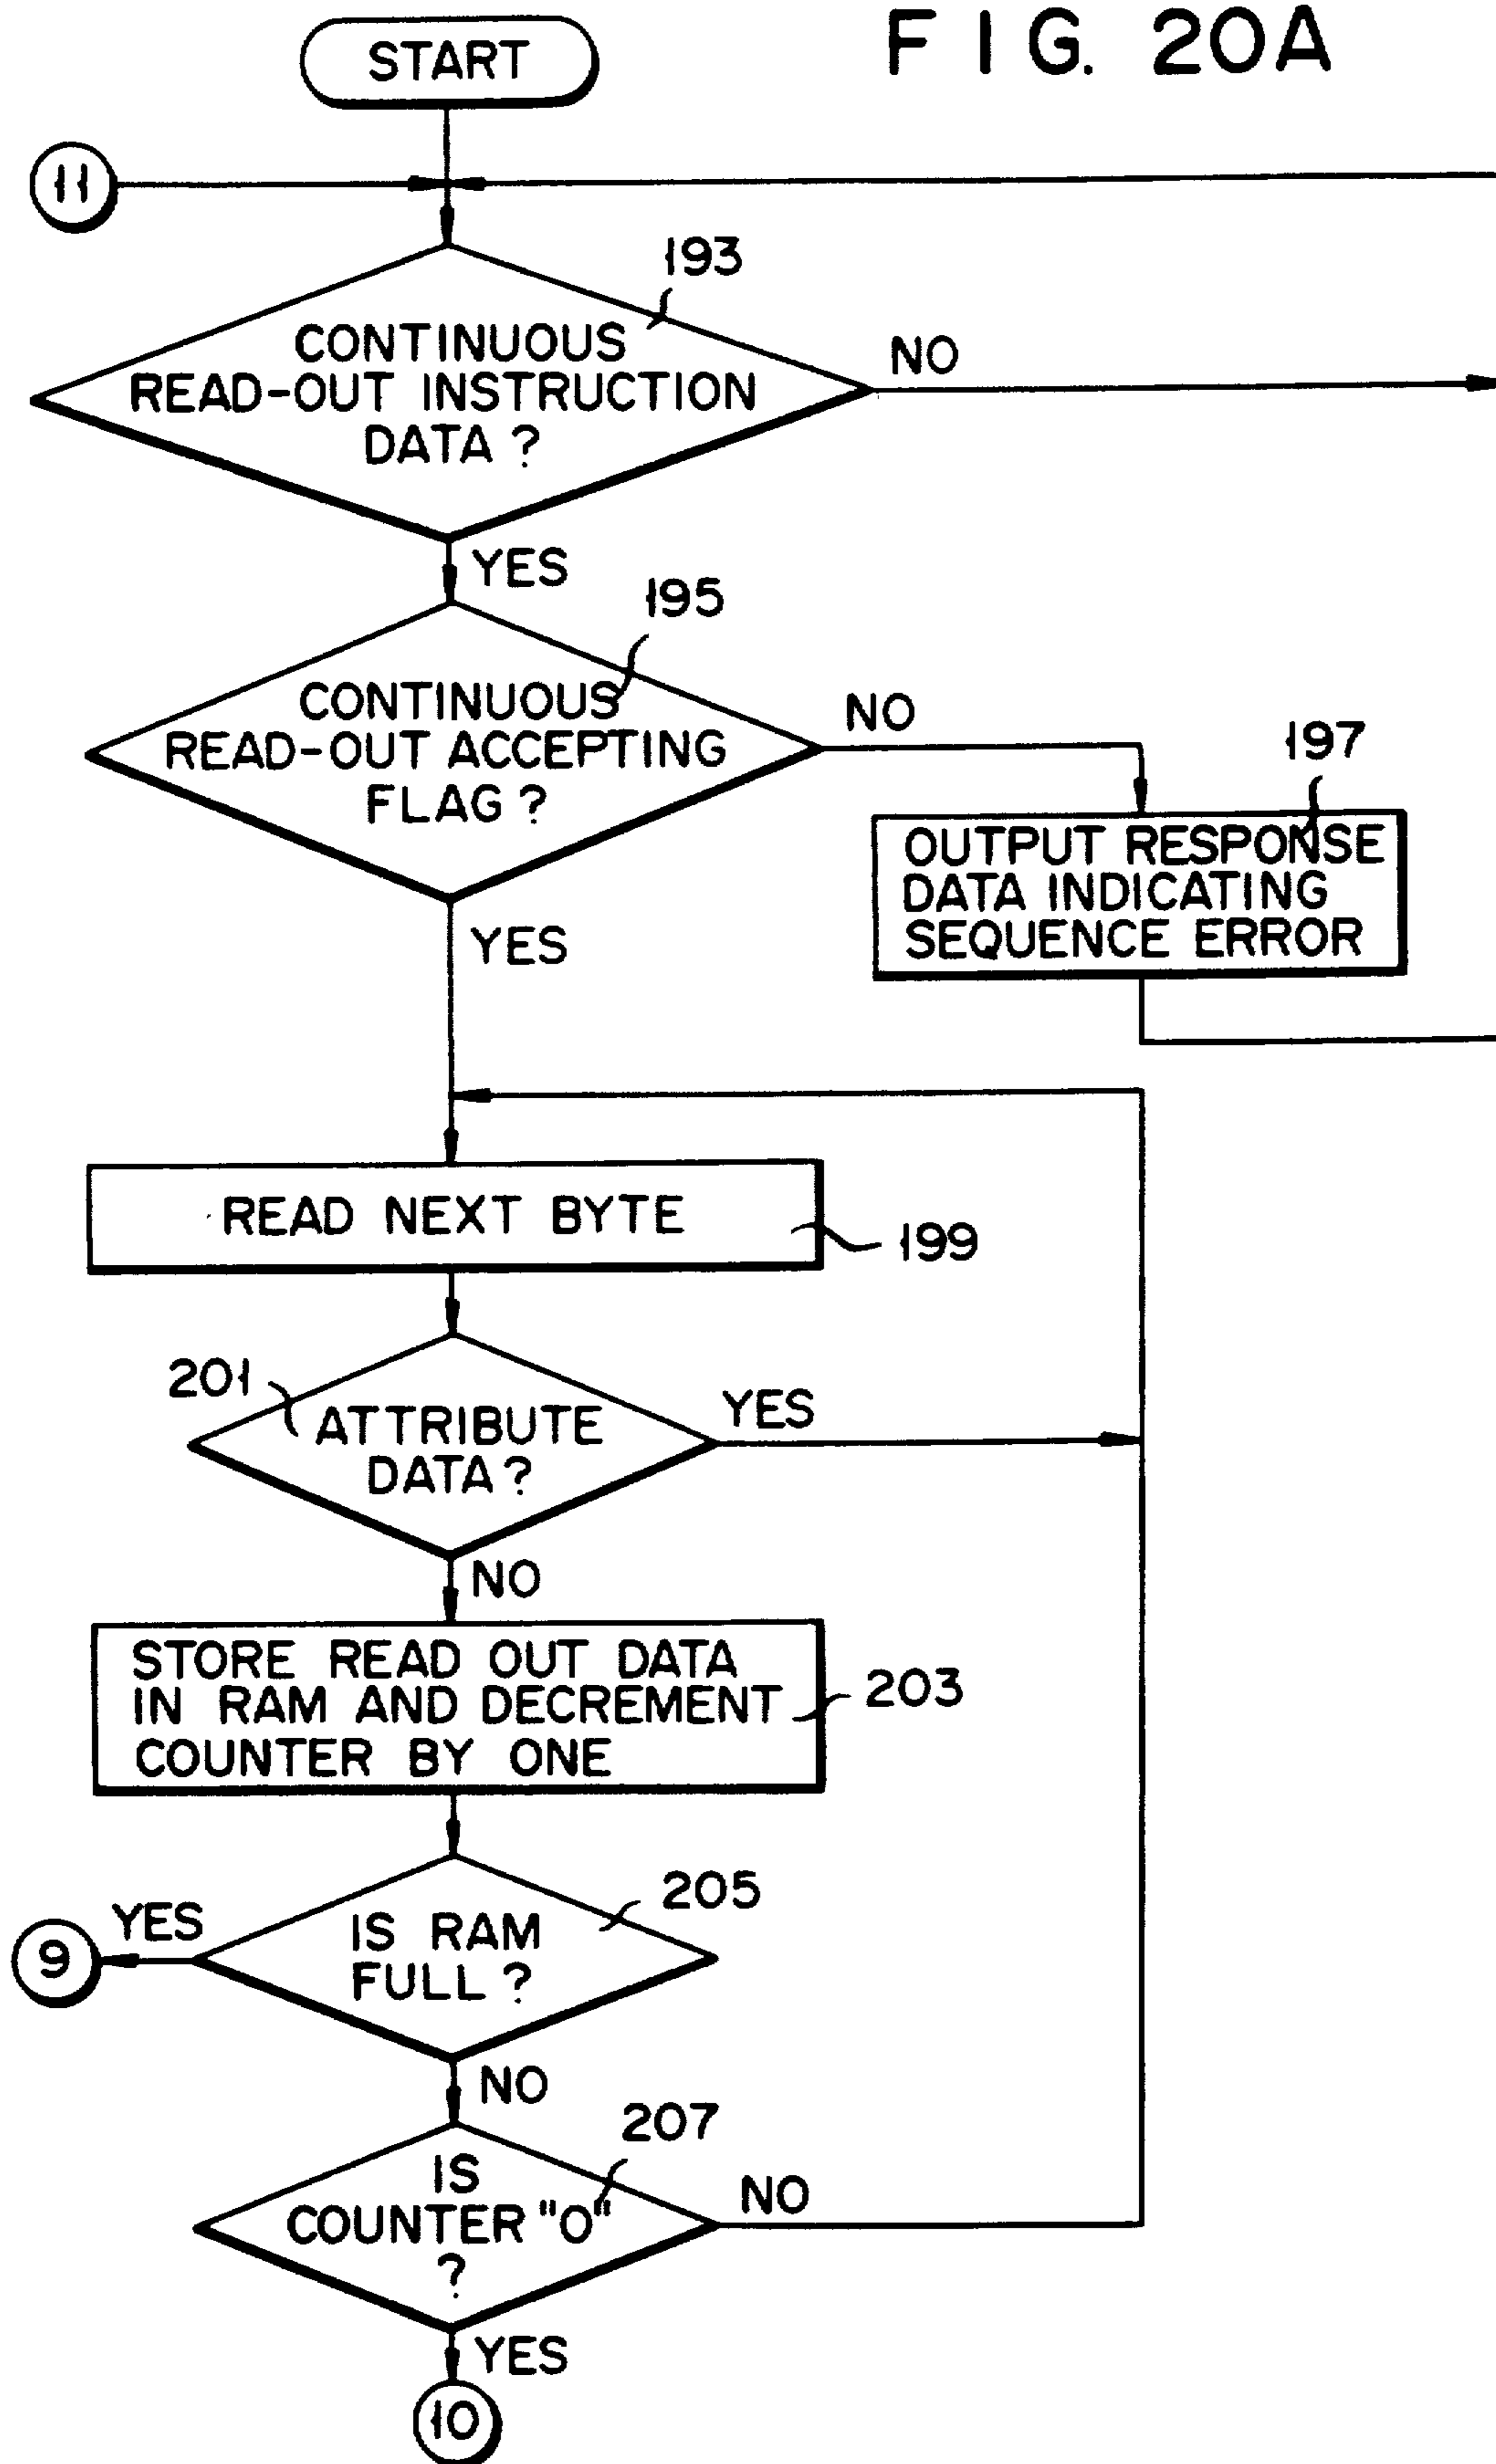 FIG. 20A
START
11
193
CONTINUOUS
READ-OUT INSTRUCTION
DATA ?
NO
YES
195
CONTINUOUS
READ-OUT ACCEPTING
FLAG ?
NO
197
OUTPUT RESPONSE
DATA INDICATING
SEQUENCE ERROR
YES
READ NEXT BYTE
199
201
ATTRIBUTE
DATA ?
YES
NO
STORE READ OUT DATA
IN RAM AND DECREMENT
COUNTER BY ONE
203
205
YES
9
IS RAM
FULL ?
NO
207
IS
COUNTER "0"
?
NO
YES
10